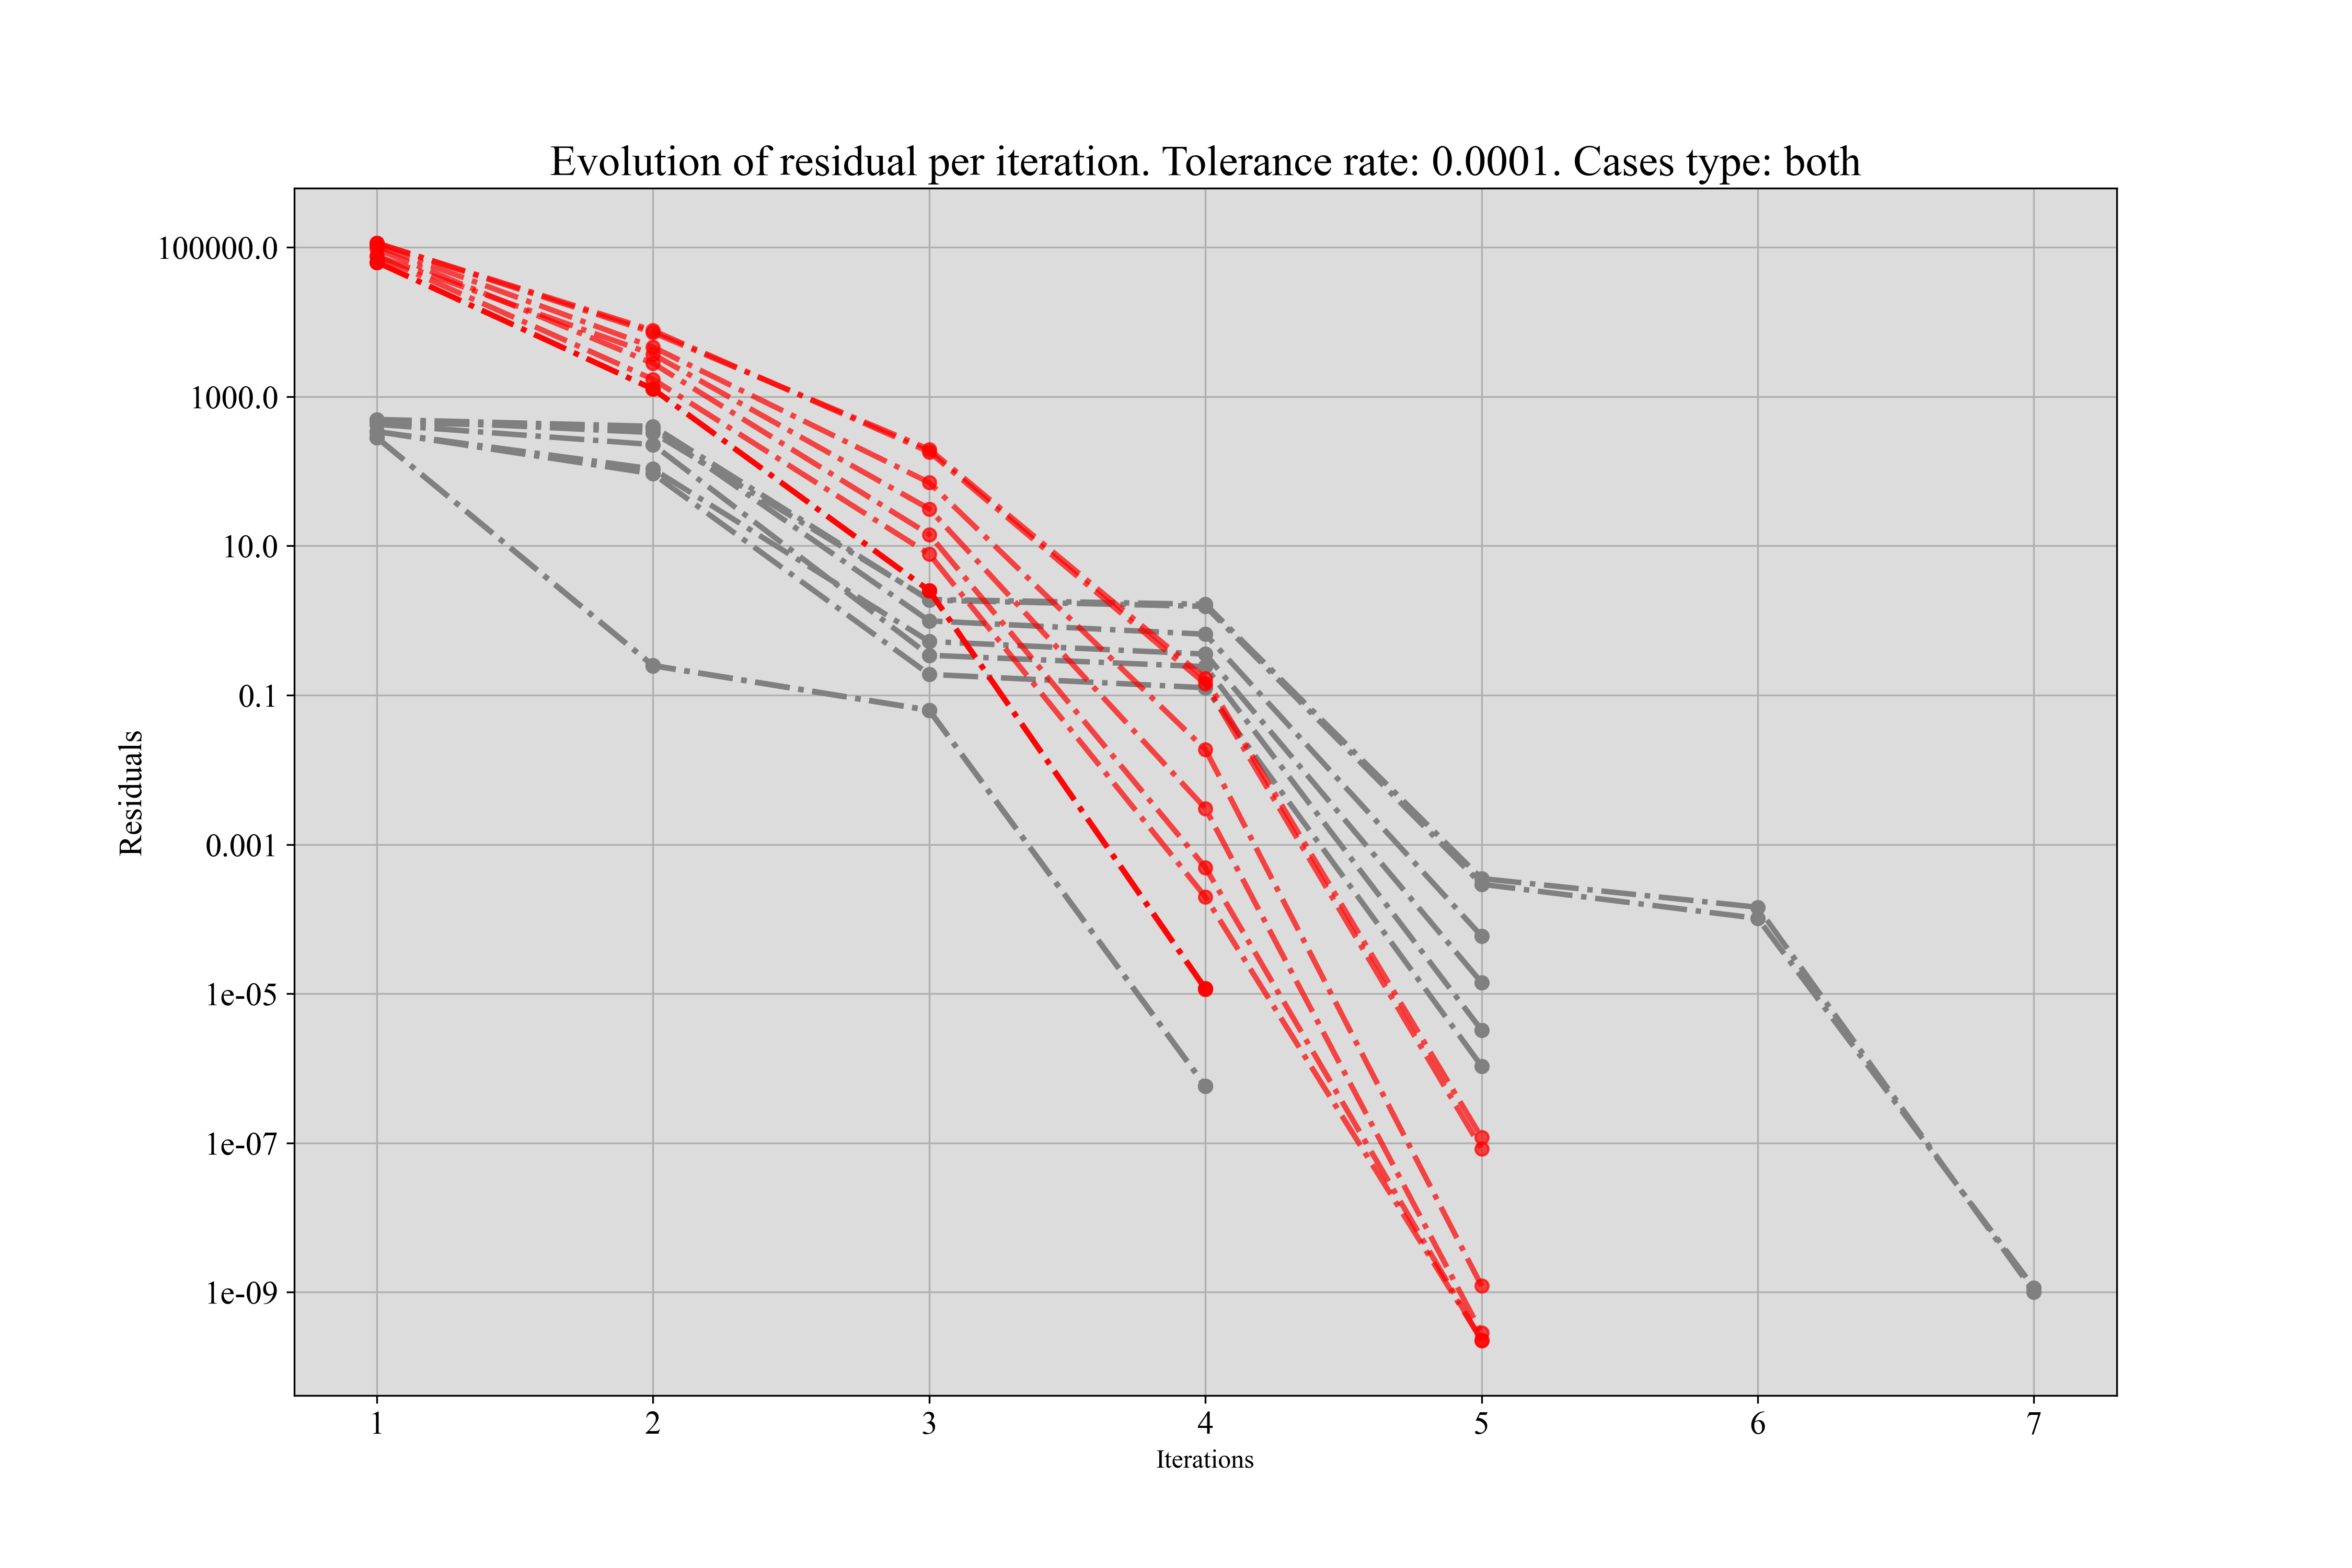 Evolution of residual per iteration. Tolerance rate: 0.0001. Cases type: both
100000.0
1000.0
10.0
0.1
0.001
1e-05
1e-07
1e-09
Residuals
1 2 3 4 5 6 7
Iterations